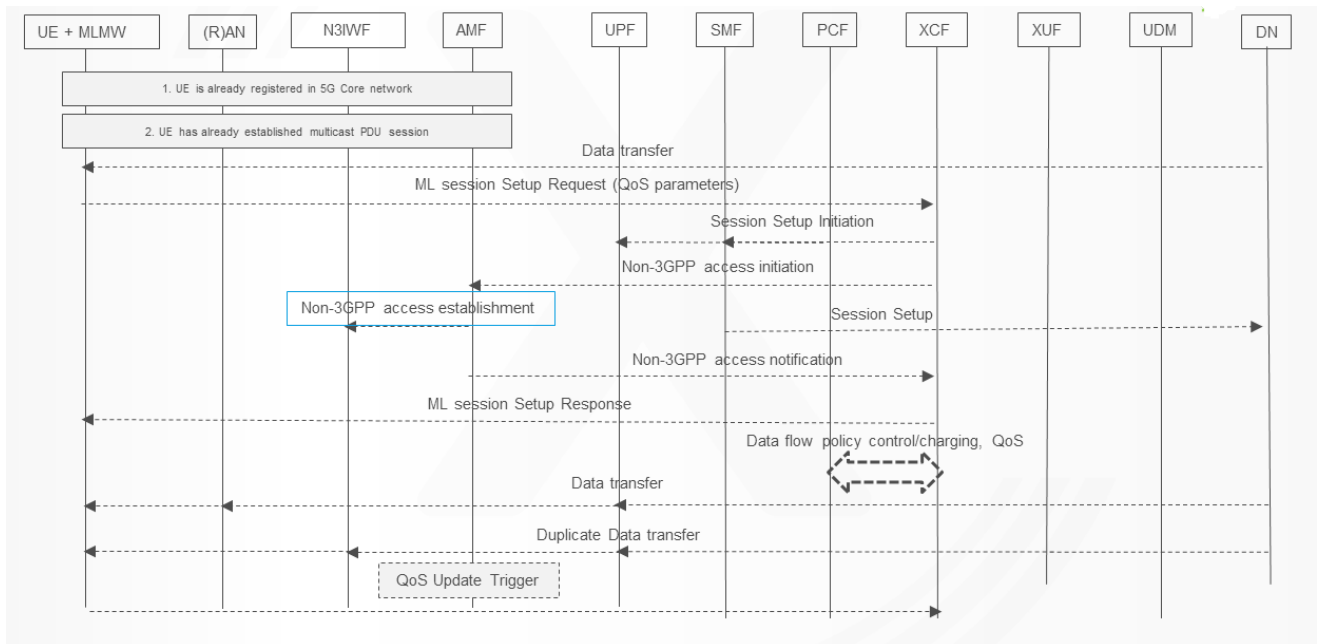 UE + MLMW
(R)AN
N3IWF
AMF
UPF
SMF
PCF
XCF
XUF
UDM
DN
1. UE is already registered in 5G Core network
2. UE has already established multicast PDU session
Data transfer
ML session Setup Request (QoS parameters)
Session Setup Initiation
Non-3GPP access initiation
Non-3GPP access establishment
Session Setup
Non-3GPP access notification
ML session Setup Response
Data flow policy control/charging, QoS
Data transfer
Duplicate Data transfer
QoS Update Trigger